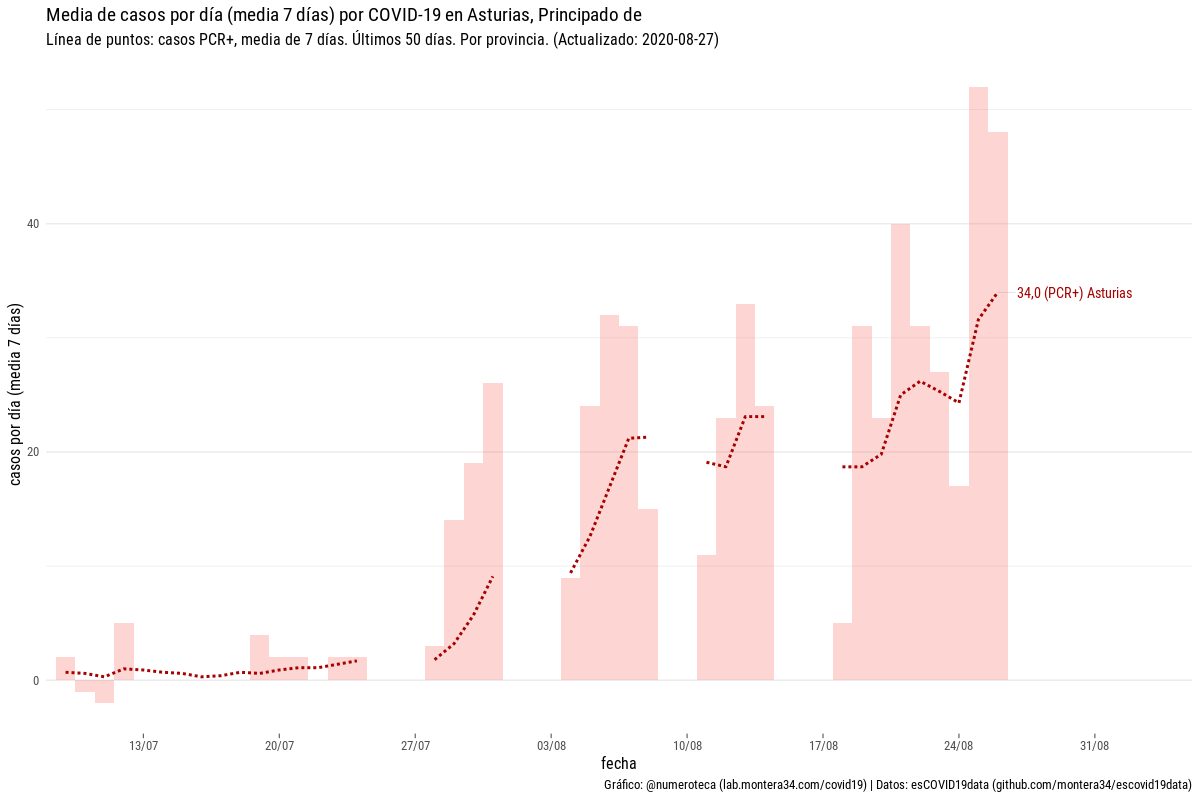 Media de casos por día (media 7 días) por COVID-19 en Asturias, Principado de
Línea de puntos: casos PCR+, media de 7 días. Últimos 50 días. Por provincia. (Actualizado: 2020-08-27)
casos por día (media 7 días)
40
20
0
34,0 (PCR+) Asturias
13/07
20/07
27/07
03/08
10/08
17/08
24/08
31/08
fecha
Gráfico: @numeroteca (lab.montera34.com/covid19) | Datos: esCOVID19data (github.com/montera34/escovid19data)